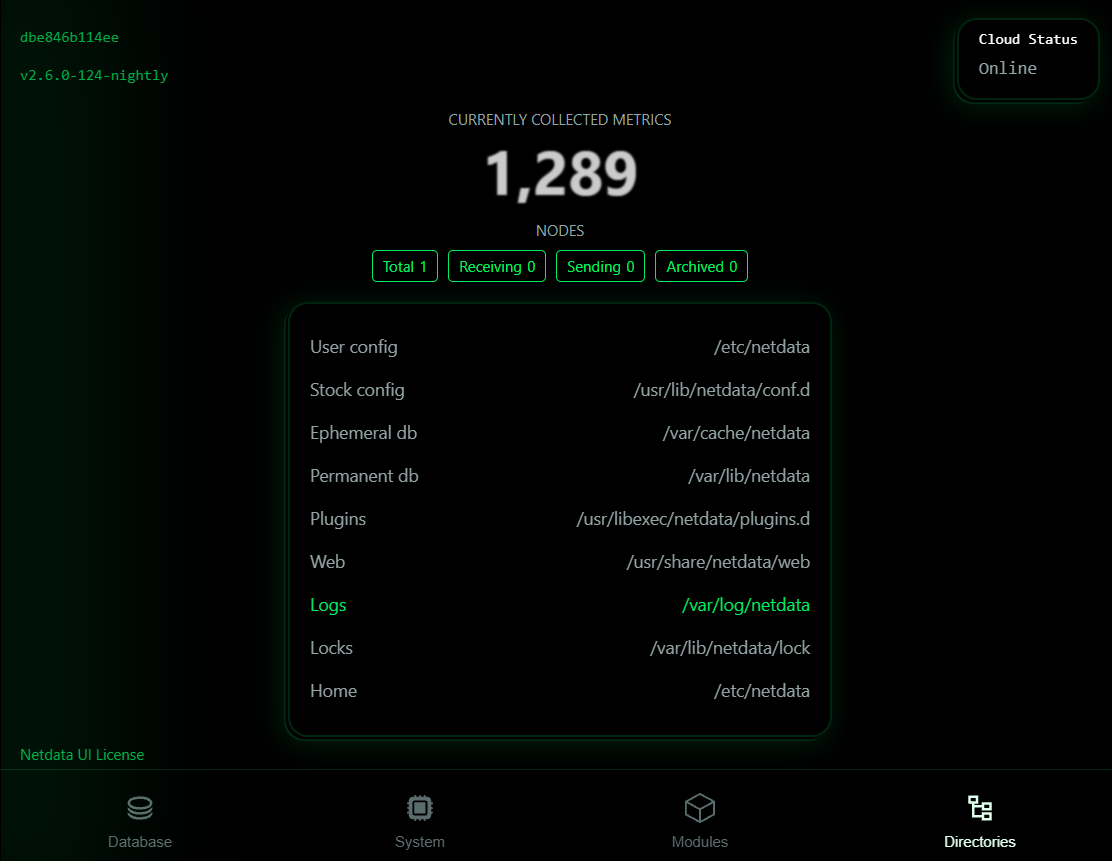 dbe846b114ee
v2.6.0-124-nightly
Cloud Status
Online
CURRENTLY COLLECTED METRICS
1,289
NODES
Total 1 Receiving 0 Sending 0 Archived 0
User config /etc/netdata
Stock config /usr/lib/netdata/conf.d
Ephemeral db /var/cache/netdata
Permanent db /var/lib/netdata
Plugins /usr/libexec/netdata/plugins.d
Web /usr/share/netdata/web
Logs /var/log/netdata
Locks /var/lib/netdata/lock
Home /etc/netdata
Netdata UI License
Database System Modules Directories